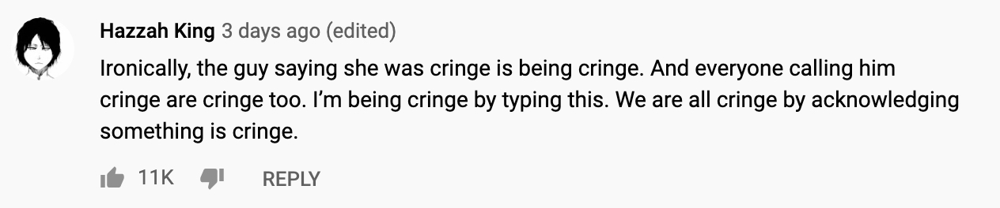 Hazzah King 3 days ago (edited)
Ironically, the guy saying she was cringe is being cringe. And everyone calling him
cringe are cringe too. I’m being cringe by typing this. We are all cringe by acknowledging
something is cringe.
11K REPLY